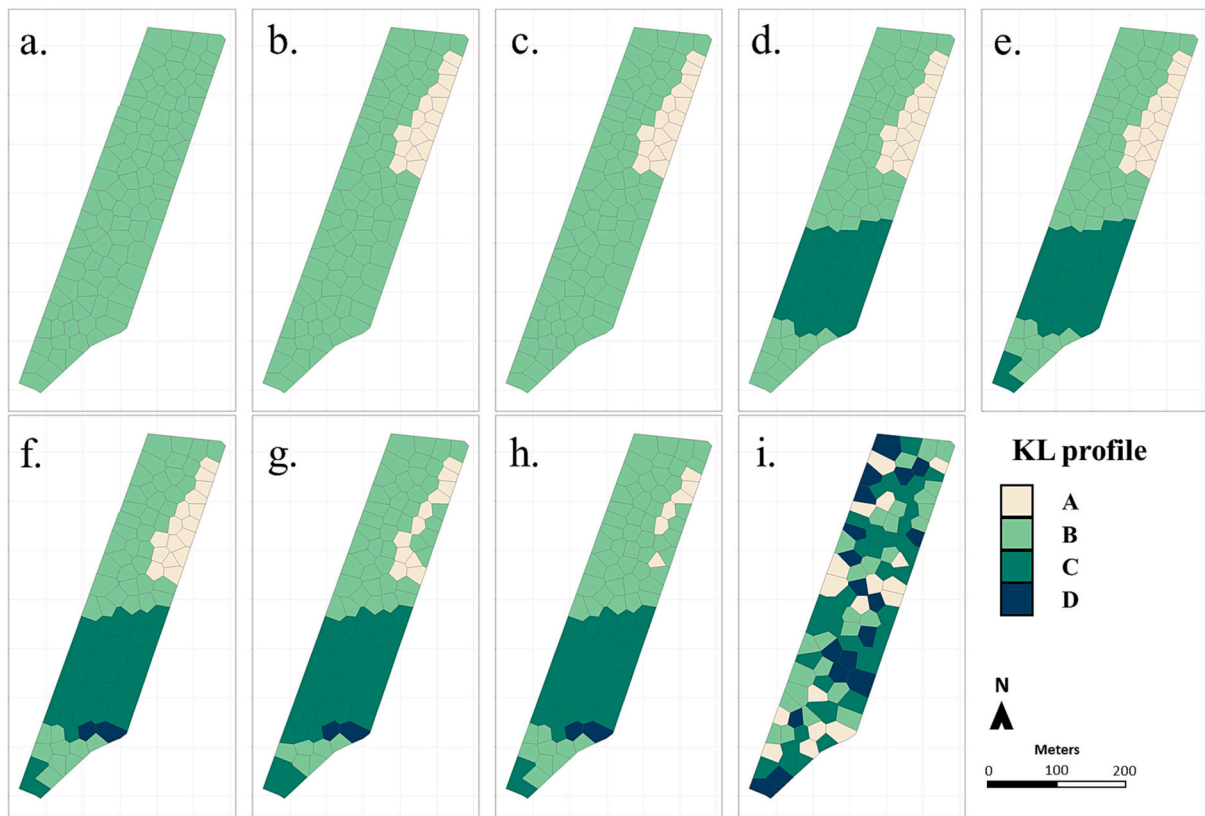 a.
b.
c.
d.
e.
f.
g.
h.
i.
KL profile
A
B
C
D
N
Meters
0 100 200